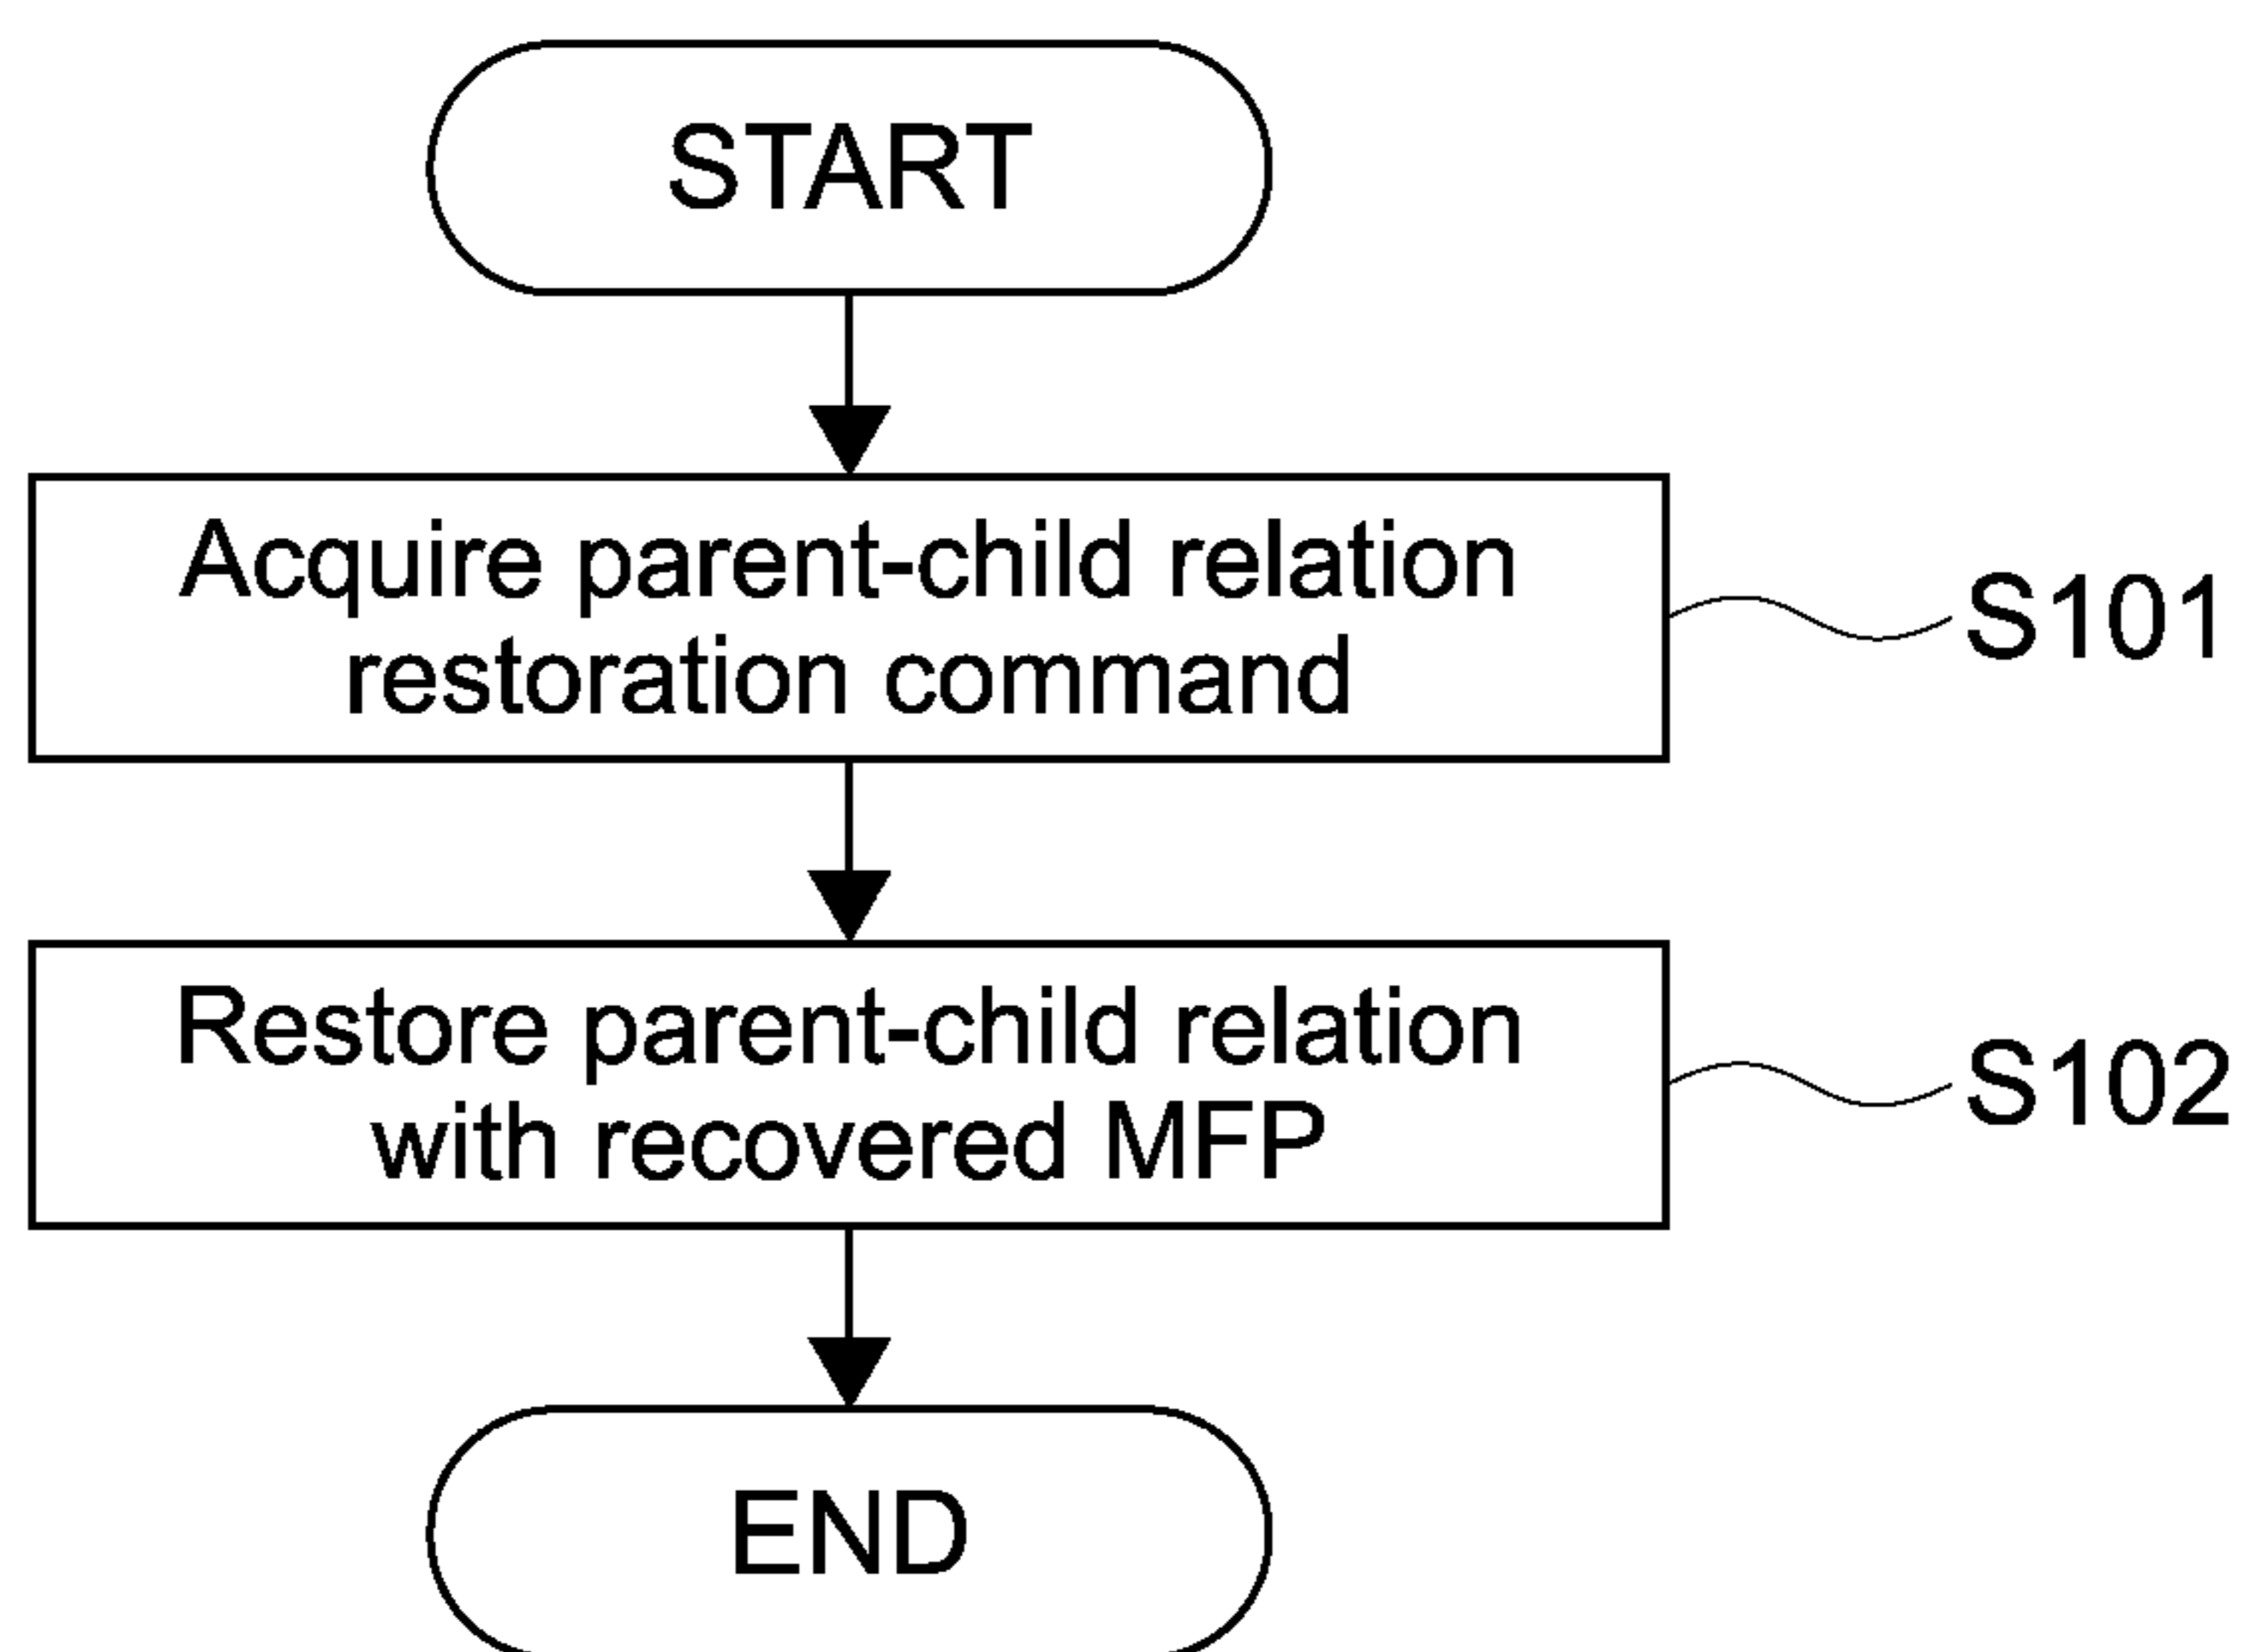 START
Acquire parent-child relation
restoration command
S101
Restore parent-child relation
with recovered MFP
S102
END